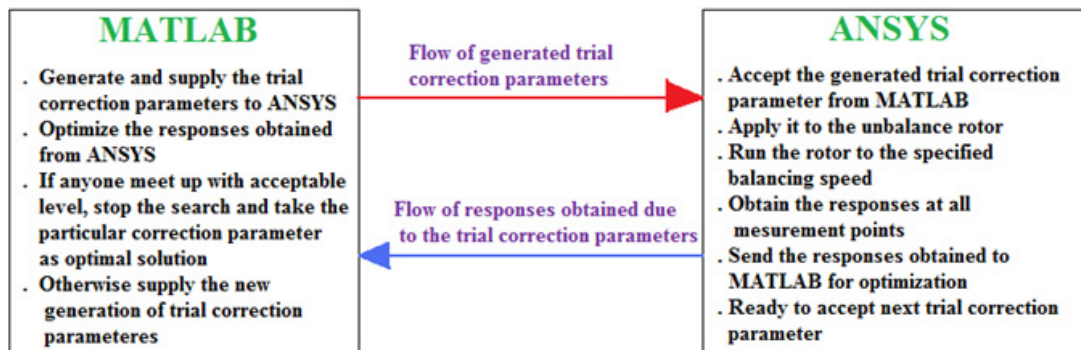 MATLAB
. Generate and supply the trial
correction parameters to ANSYS
. Optimize the responses obtained
from ANSYS
. If anyone meet up with acceptable
level, stop the search and take the
particular correction parameter
as optimal solution
. Otherwise supply the new
generation of trial correction
parameteres
Flow of generated trial
correction parameters
Flow of responses obtained due
to the trial correction parameters
ANSYS
. Accept the generated trial correction
parameter from MATLAB
. Apply it to the unbalance rotor
. Run the rotor to the specified
balancing speed
. Obtain the responses at all
mesurement points
. Send the responses obtained to
MATLAB for optimization
. Ready to accept next trial correction
parameter